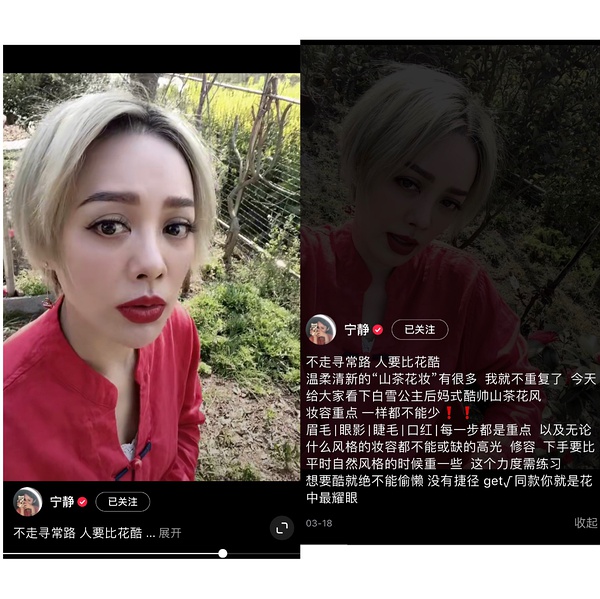 宁静 已关注
不走寻常路 人要比花酷 ... 展开
宁静 已关注
不走寻常路 人要比花酷
温柔清新的“山茶花妆”有很多 我就不重复了 今天
给大家看下白雪公主后妈式酷帅山茶花风
妆容重点 一样都不能少❗❗
眉毛|眼影|睫毛|口红|每一步都是重点 以及无论
什么风格的妆容都不能或缺的高光 修容 下手要比
平时自然风格的时候重一些 这个力度需练习
想要酷就绝不能偷懒 没有捷径 get√同款你就是花
中最耀眼
03-18 收起